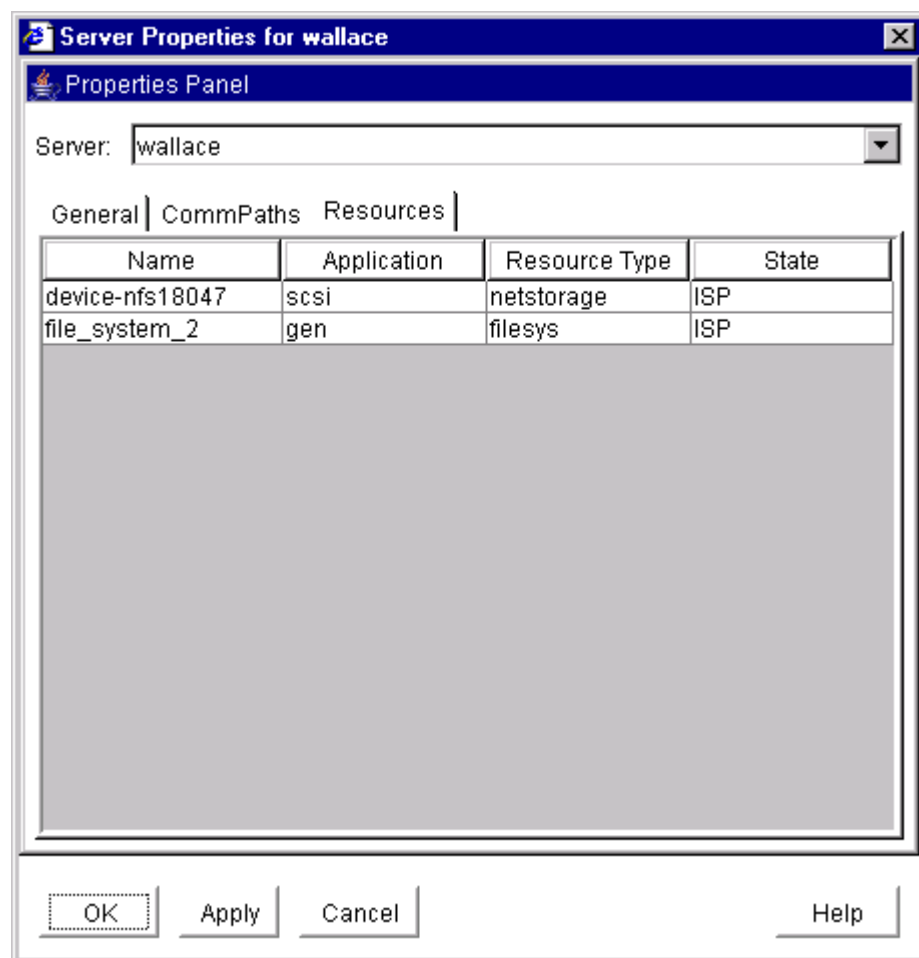 Server Properties for wallace
Properties Panel
Server: wallace
General CommPaths Resources
Name Application Resource Type State
device-nfs18047 scsi netstorage ISP
file_system_2 gen filesys ISP
OK Apply Cancel Help